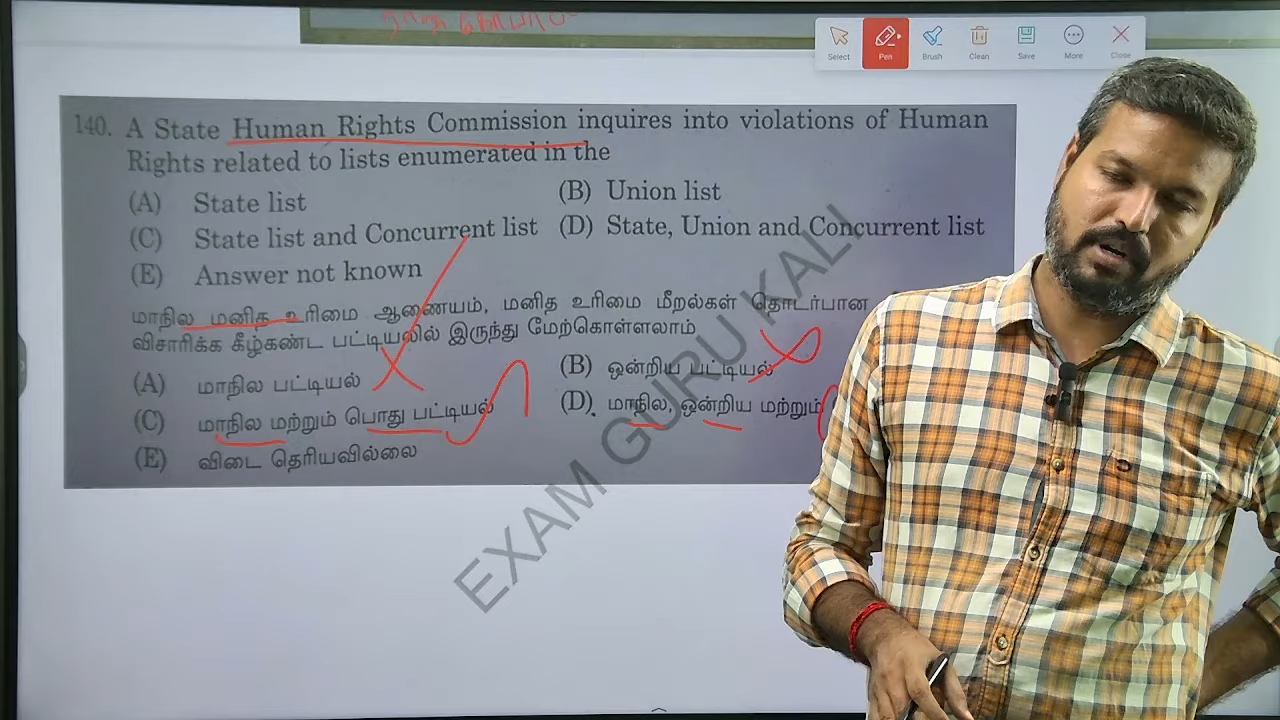 Select Pen Brush Clean Save More Close
140. A State Human Rights Commission inquires into violations of Human
Rights related to lists enumerated in the
(A) State list (B) Union list
(C) State list and Concurrent list (D) State, Union and Concurrent list
(E) Answer not known
மாநில மனித உரிமை ஆணையம், மனித உரிமை மீறல்கள் தொடர்பான
விசாரிக்க கீழ்கண்ட பட்டியலில் இருந்து மேற்கொள்ளலாம்
(A) மாநில பட்டியல் (B) ஒன்றிய பட்டியல்
(C) மாநில மற்றும் பொது பட்டியல் (D) மாநில, ஒன்றிய மற்றும்
(E) விடை தெரியவில்லை
EXAM GURU KALI